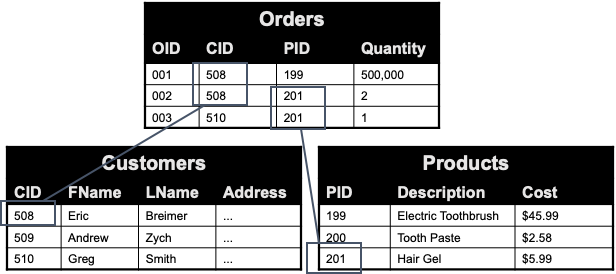 Orders
OID CID PID Quantity
001 508 199 500,000
002 508 201 2
003 510 201 1
Customers
CID FName LName Address
508 Eric Breimer ...
509 Andrew Zych ...
510 Greg Smith ...
Products
PID Description Cost
199 Electric Toothbrush $45.99
200 Tooth Paste $2.58
201 Hair Gel $5.99